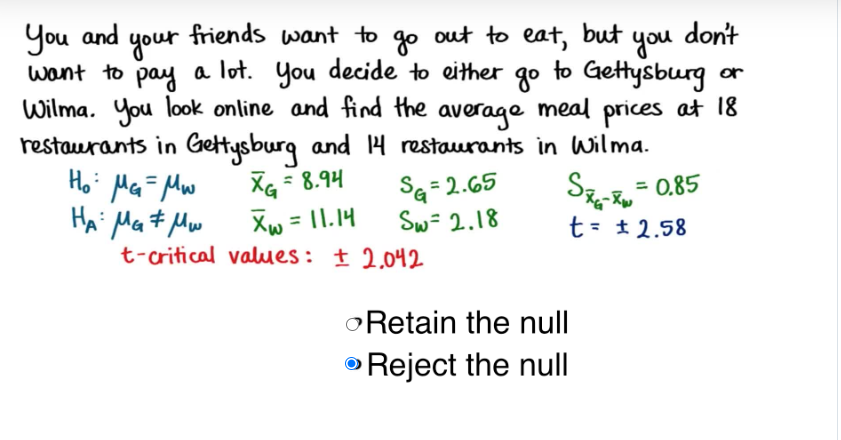 You and your friends want to go out to eat, but you don't
want to pay a lot. You decide to either go to Gettysburg or
Wilma. You look online and find the average meal prices at 18
restaurants in Gettysburg and 14 restaurants in Wilma.
H₀: μG = μW x̄G = 8.94 SG = 2.65 Sx̄G-x̄W = 0.85
HA: μG ≠ μW x̄W = 11.14 SW = 2.18 t = ± 2.58
t-critical values: ± 2.042
Retain the null
Reject the null